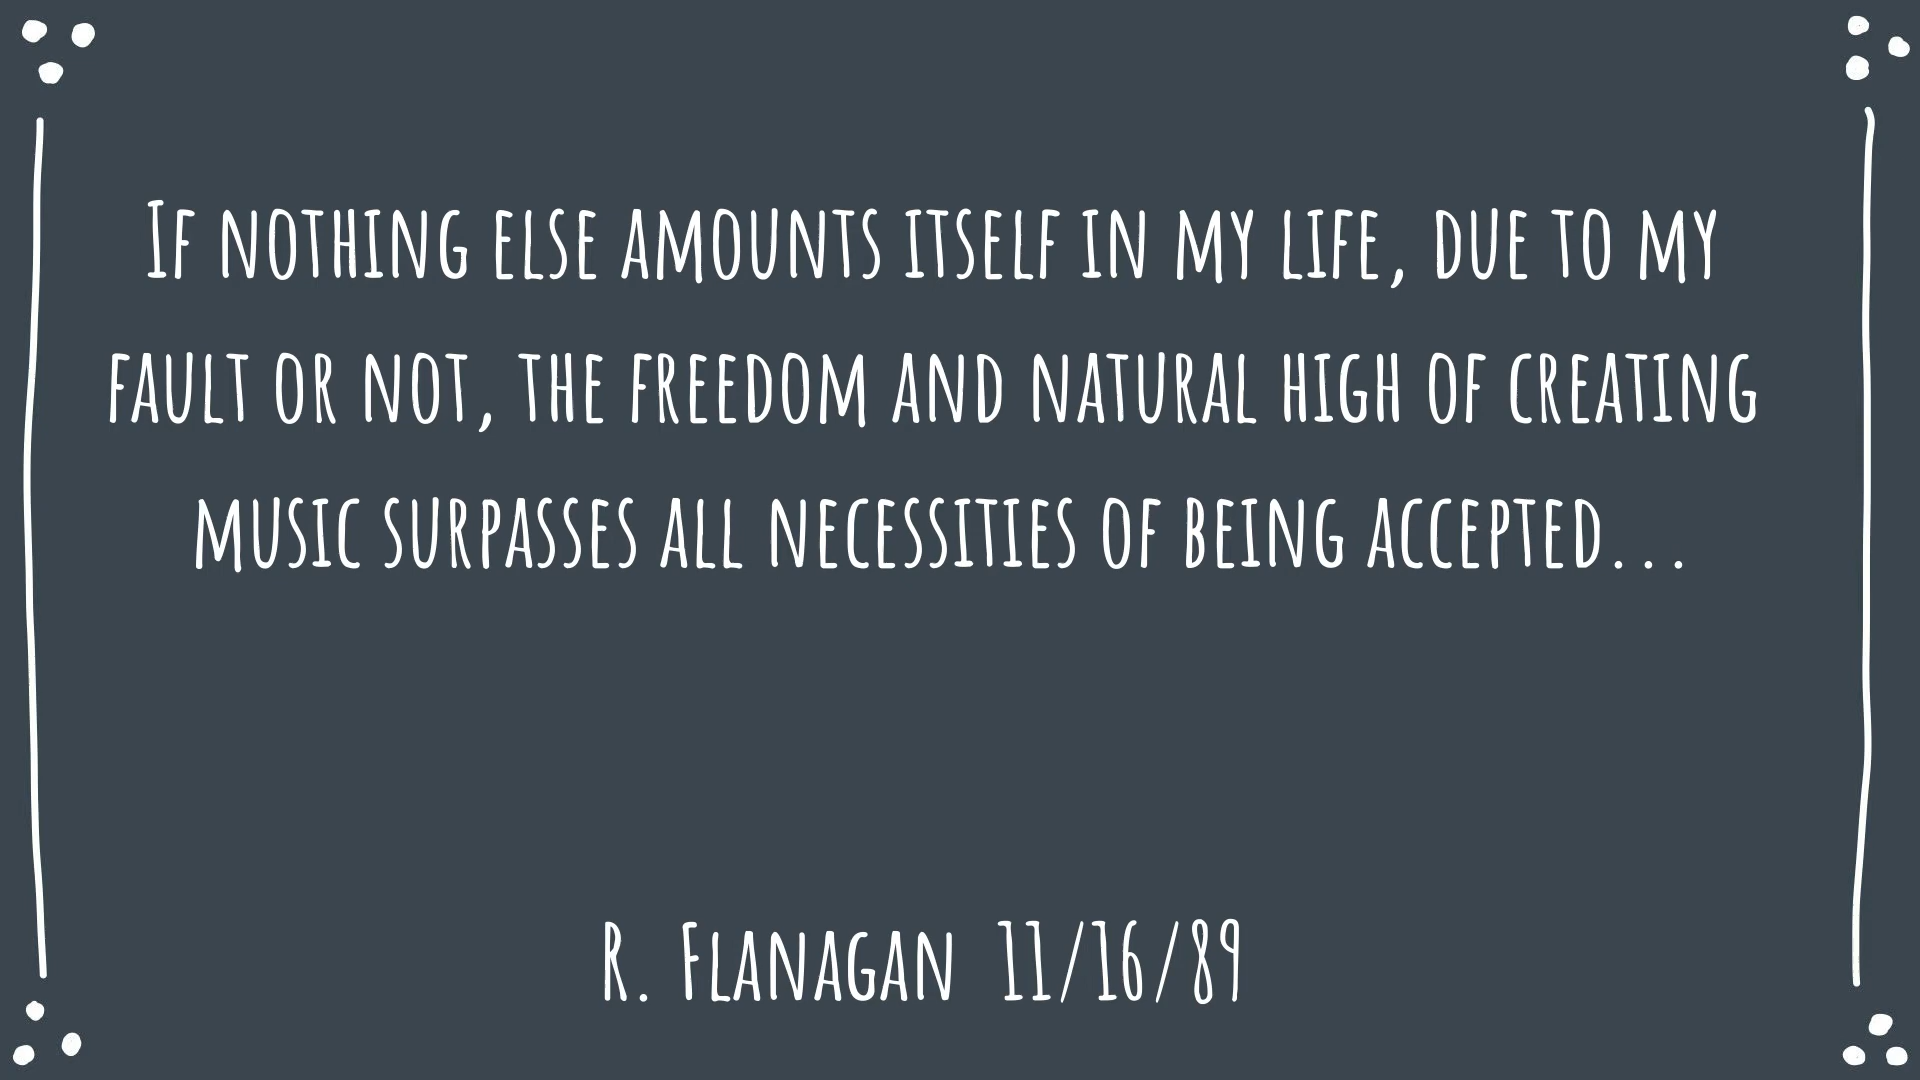 If nothing else amounts itself in my life, due to my
fault or not, the freedom and natural high of creating
music surpasses all necessities of being accepted...
R. Flanagan 11/16/89